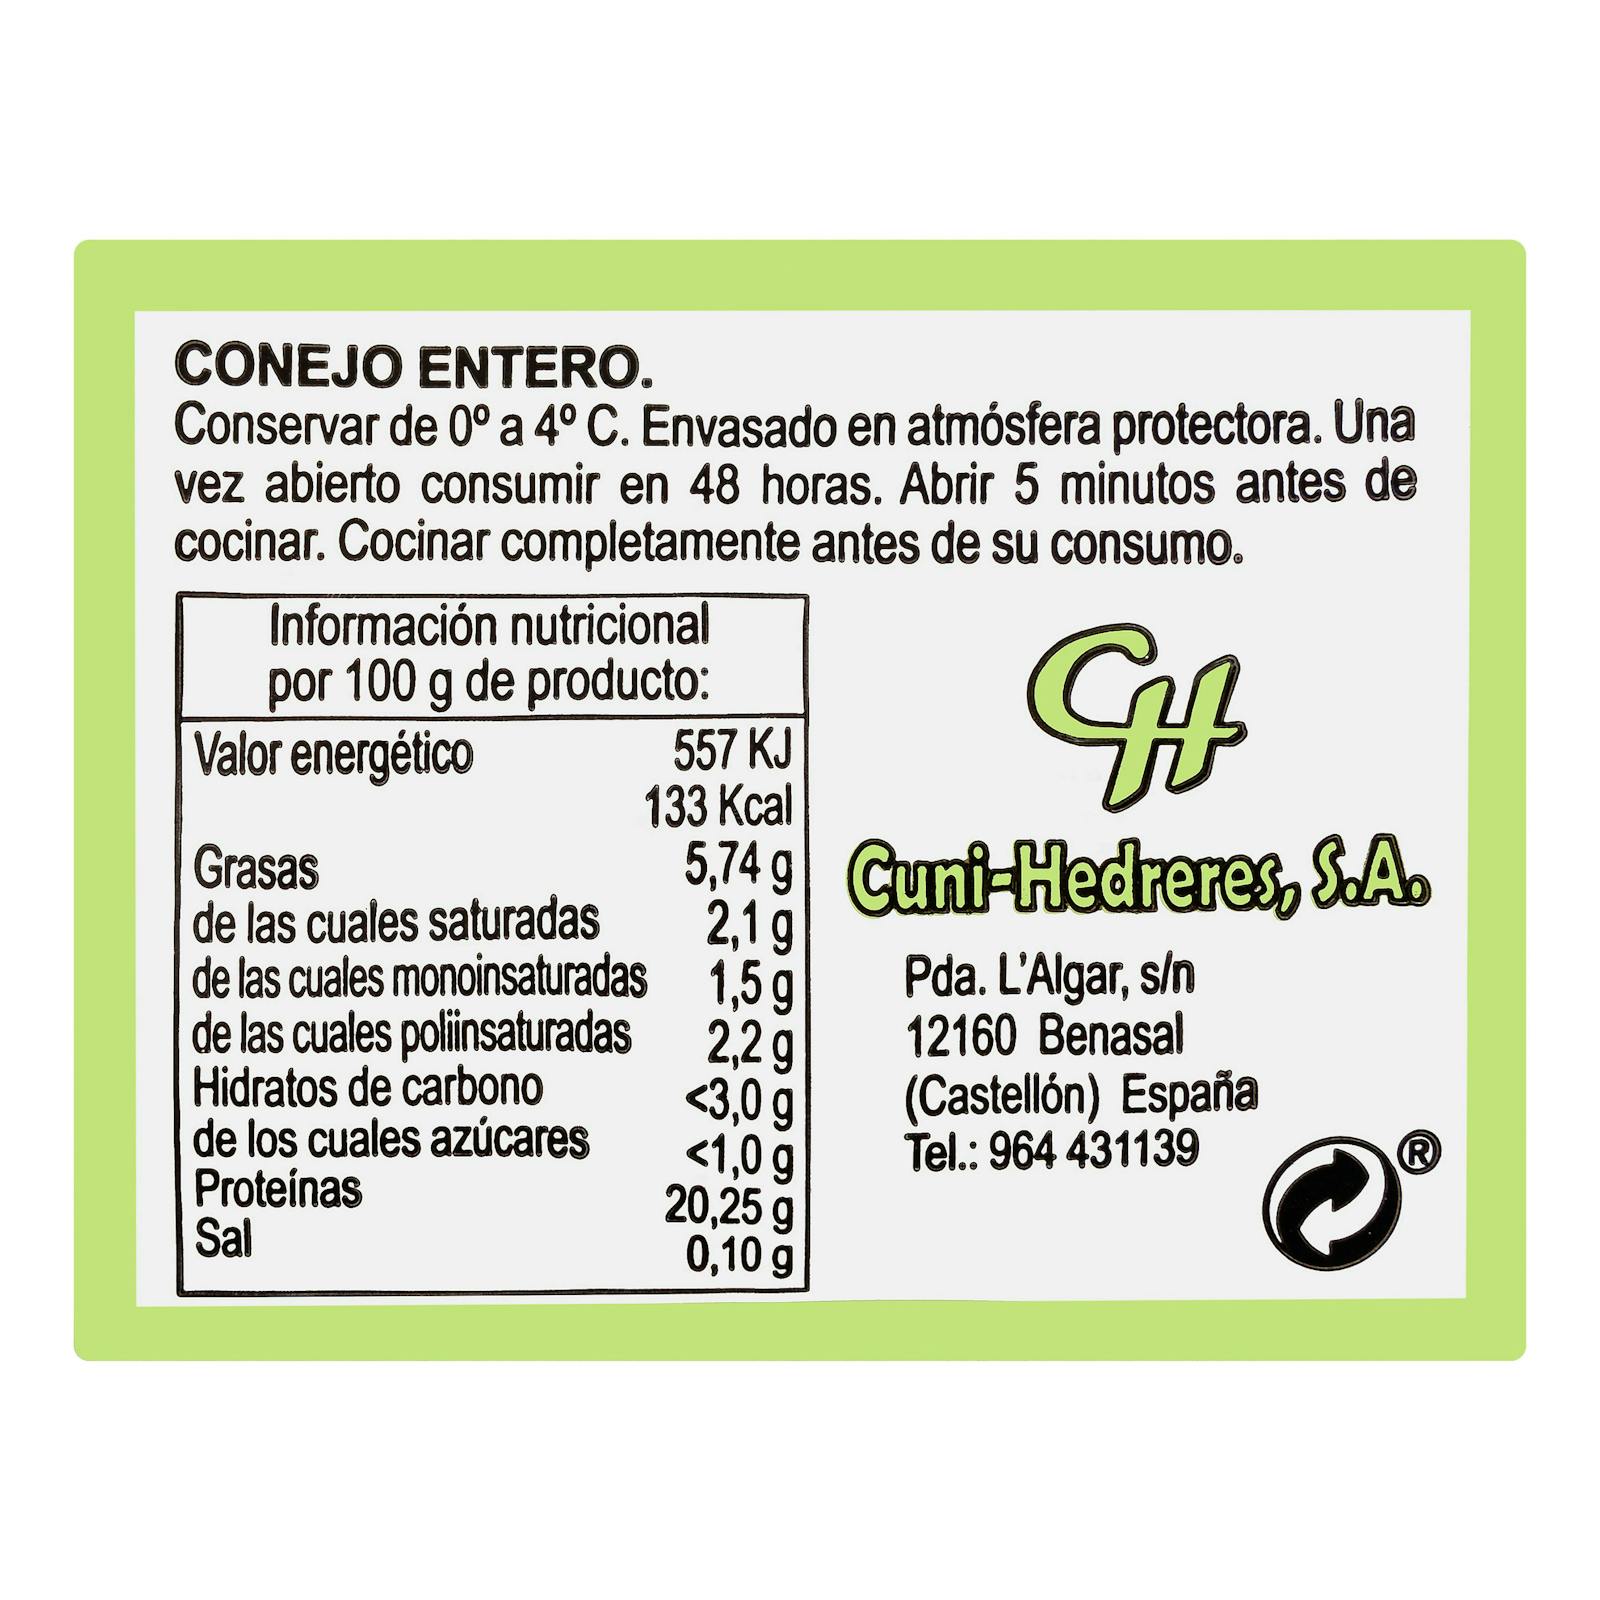 CONEJO ENTERO.
Conservar de 0º a 4º C. Envasado en atmósfera protectora. Una
vez abierto consumir en 48 horas. Abrir 5 minutos antes de
cocinar. Cocinar completamente antes de su consumo.
Información nutricional
por 100 g de producto:
Valor energético 557 KJ
133 Kcal
Grasas 5,74 g
de las cuales saturadas 2,1 g
de las cuales monoinsaturadas 1,5 g
de las cuales poliinsaturadas 2,2 g
Hidratos de carbono <3,0 g
de los cuales azúcares <1,0 g
Proteínas 20,25 g
Sal 0,10 g
CH
Cuni-Hedreres, S.A.
Pda. L'Algar, s/n
12160 Benasal
(Castellón) España
Tel.: 964 431139
®